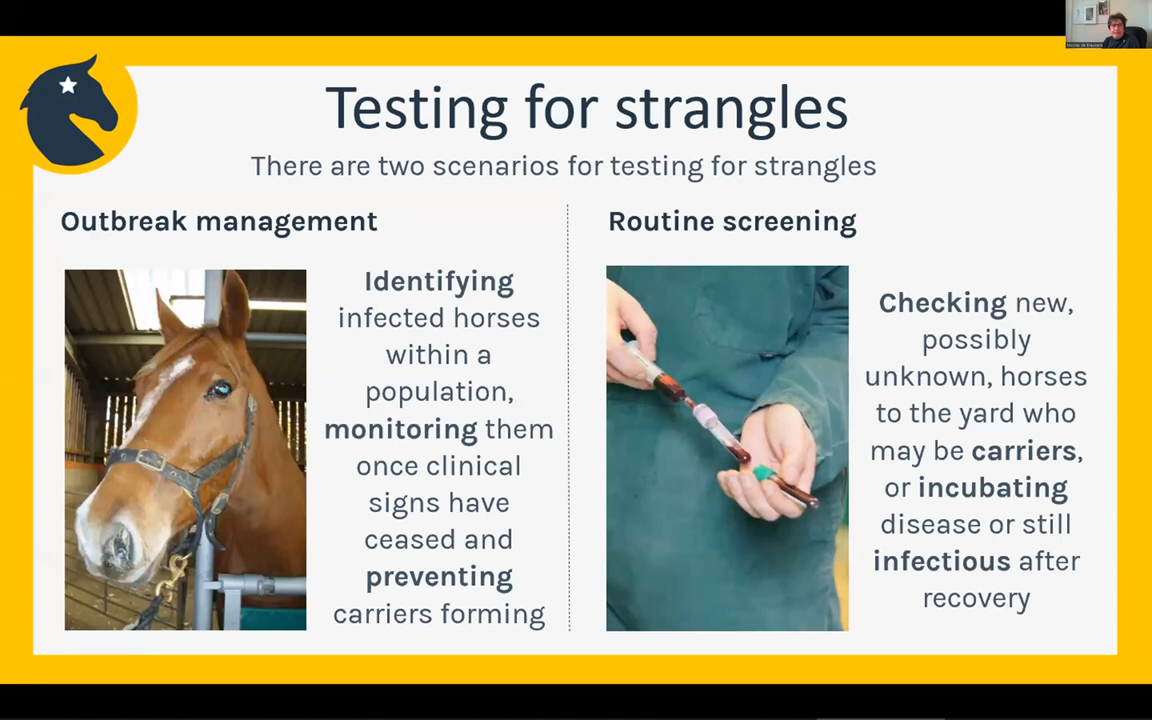 Testing for strangles
There are two scenarios for testing for strangles
Outbreak management
Identifying
infected horses
within a
population,
monitoring them
once clinical
signs have
ceased and
preventing
carriers forming
Routine screening
Checking new,
possibly
unknown, horses
to the yard who
may be carriers,
or incubating
disease or still
infectious after
recovery